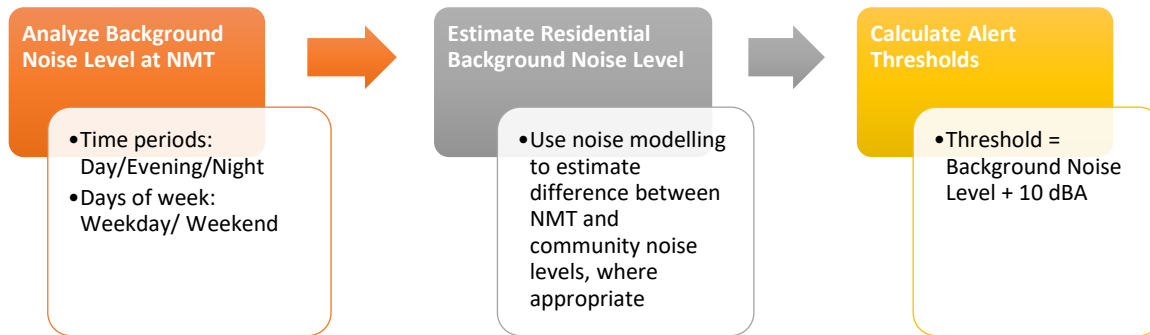 Analyze Background
Noise Level at NMT
•Time periods:
Day/Evening/Night
•Days of week:
Weekday/ Weekend
Estimate Residential
Background Noise Level
•Use noise modelling
to estimate
difference between
NMT and
community noise
levels, where
appropriate
Calculate Alert
Thresholds
•Threshold =
Background Noise
Level + 10 dBA